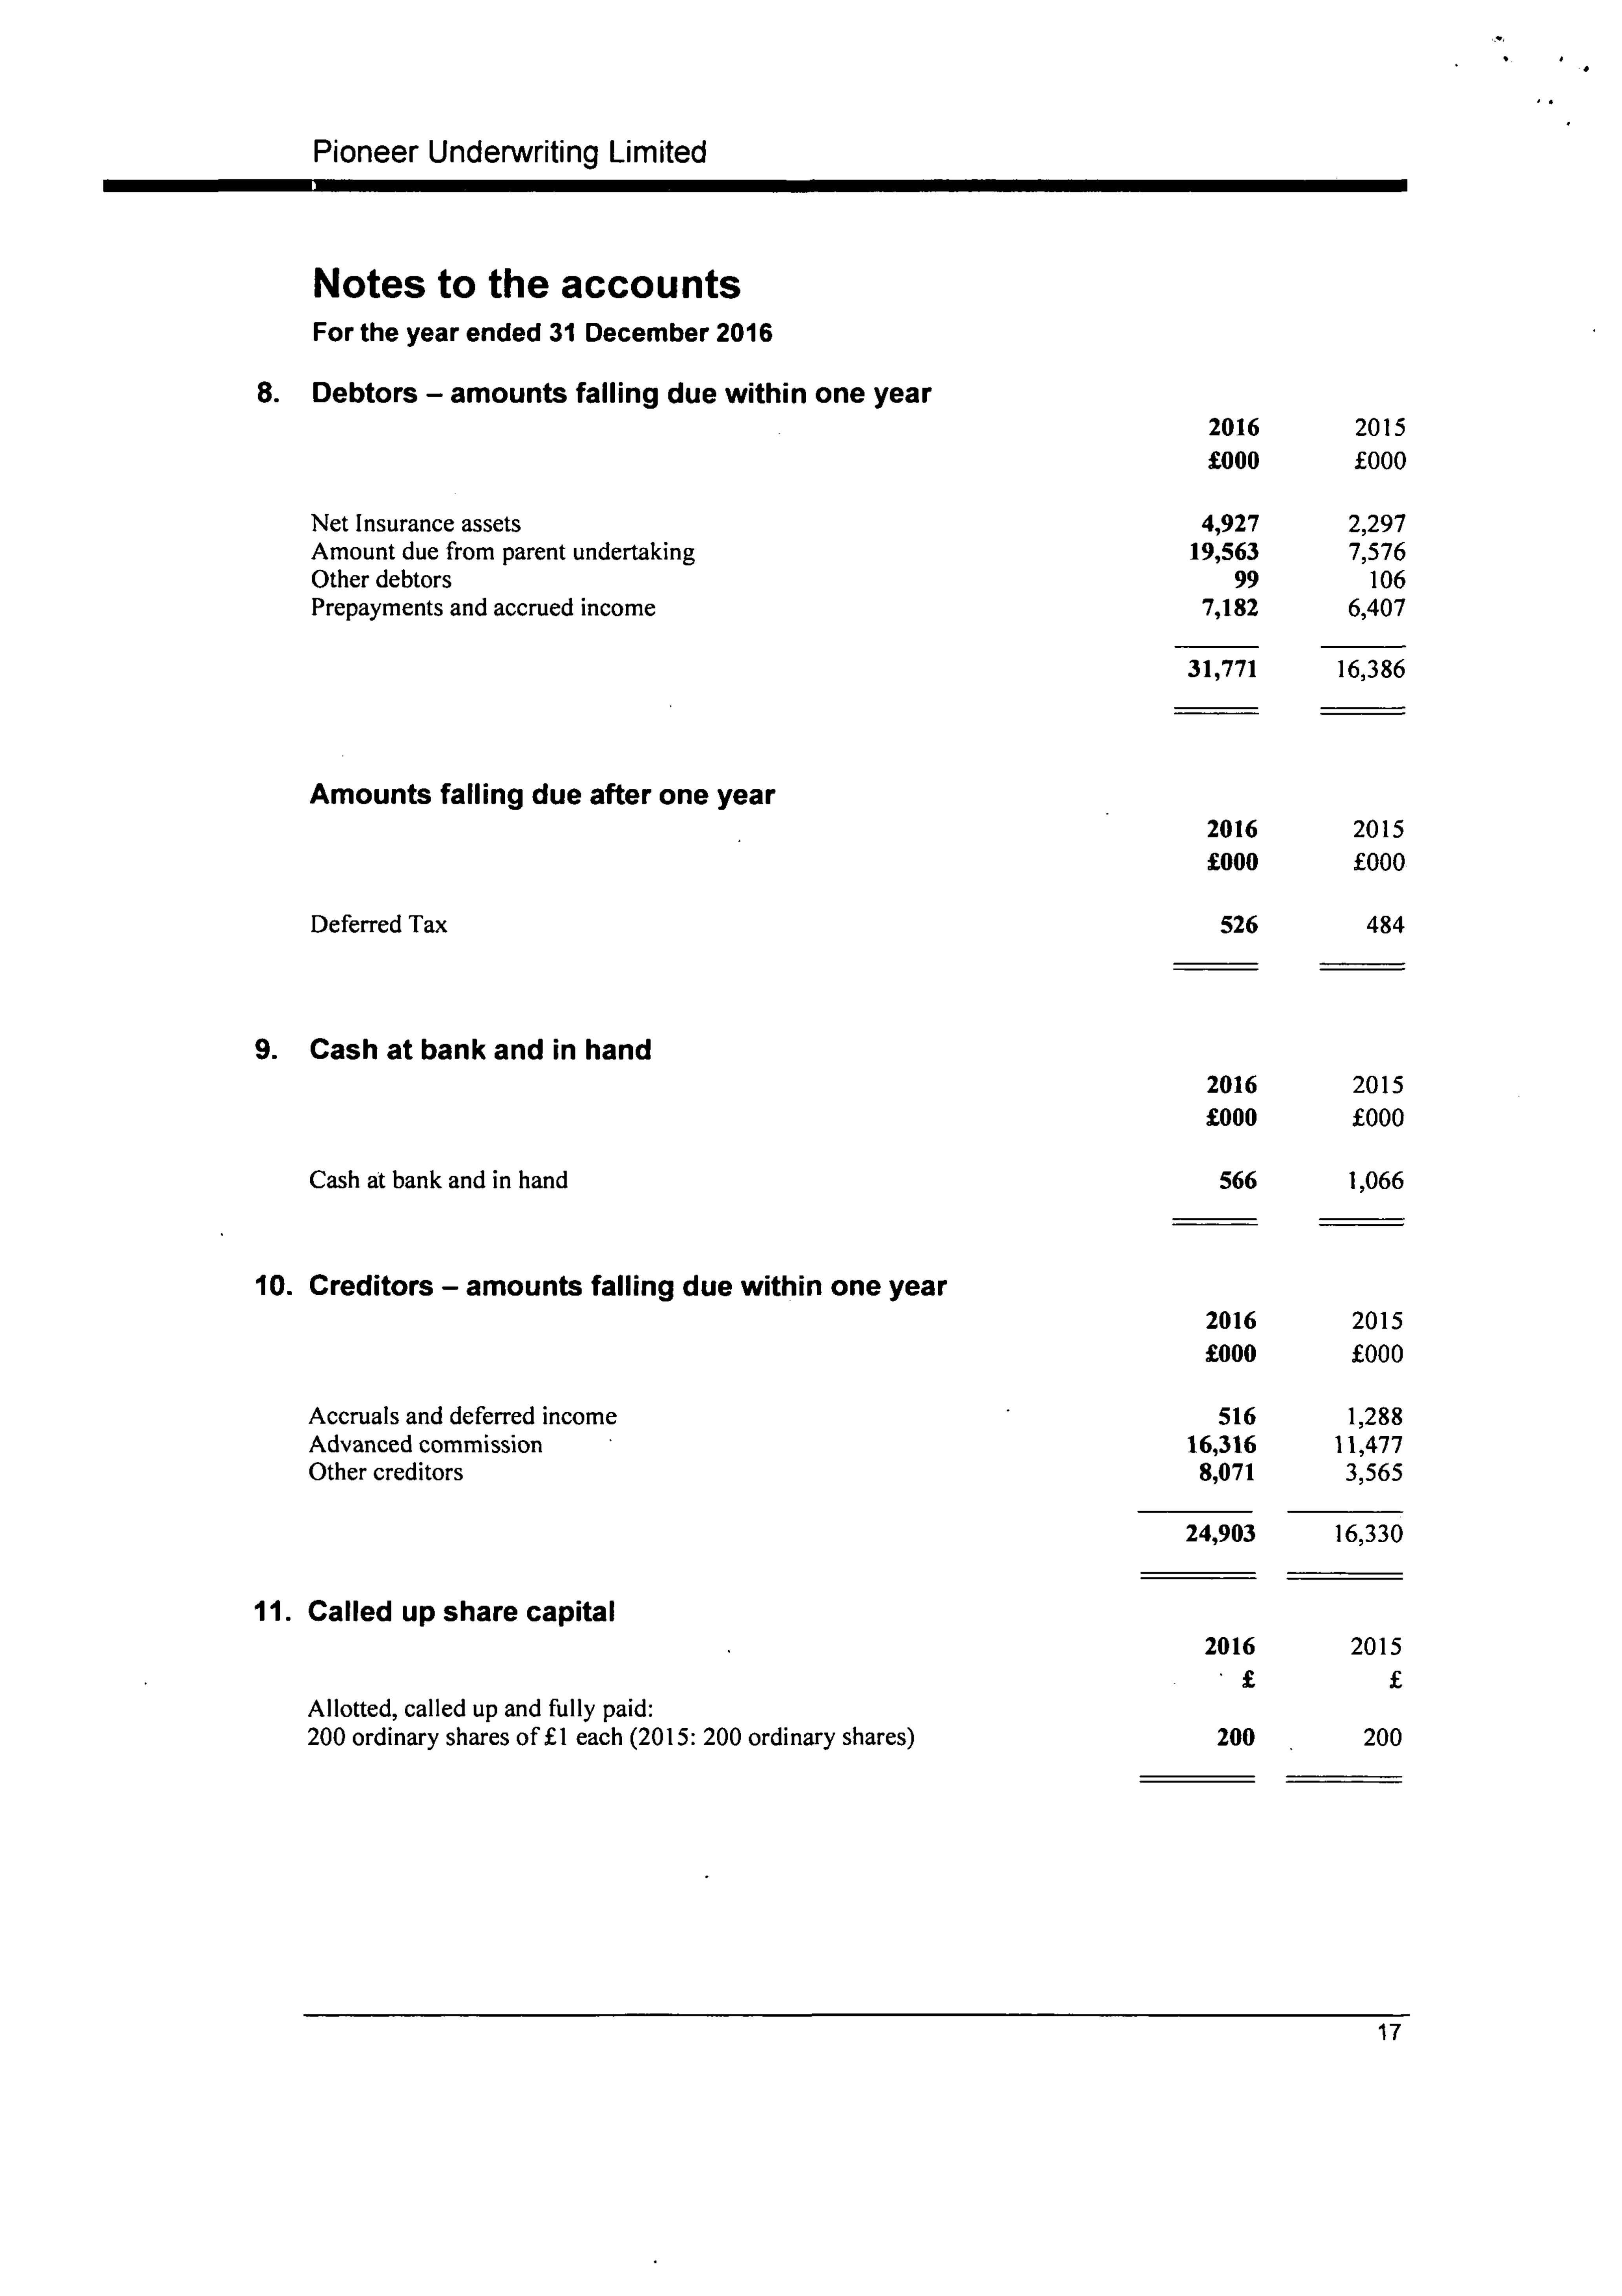 Pioneer Underwriting Limited
Notes to the accounts
For the year ended 31 December 2016
8. Debtors – amounts falling due within one year
2016 2015
£000 £000
Net Insurance assets 4,927 2,297
Amount due from parent undertaking 19,563 7,576
Other debtors 99 106
Prepayments and accrued income 7,182 6,407
31,771 16,386
Amounts falling due after one year
2016 2015
£000 £000
Deferred Tax 526 484
9. Cash at bank and in hand
2016 2015
£000 £000
Cash at bank and in hand 566 1,066
10. Creditors – amounts falling due within one year
2016 2015
£000 £000
Accruals and deferred income 516 1,288
Advanced commission 16,316 11,477
Other creditors 8,071 3,565
24,903 16,330
11. Called up share capital
2016 2015
£ £
Allotted, called up and fully paid:
200 ordinary shares of £1 each (2015: 200 ordinary shares) 200 200
17